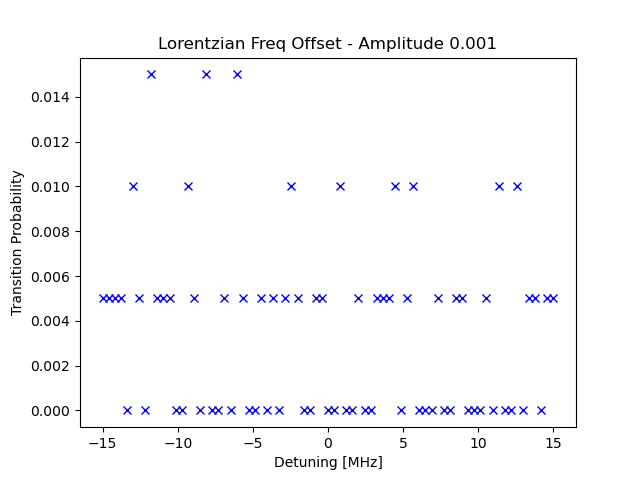 Lorentzian Freq Offset - Amplitude 0.001
Transition Probability
0.014
0.012
0.010
0.008
0.006
0.004
0.002
0.000
−15 −10 −5 0 5 10 15
Detuning [MHz]